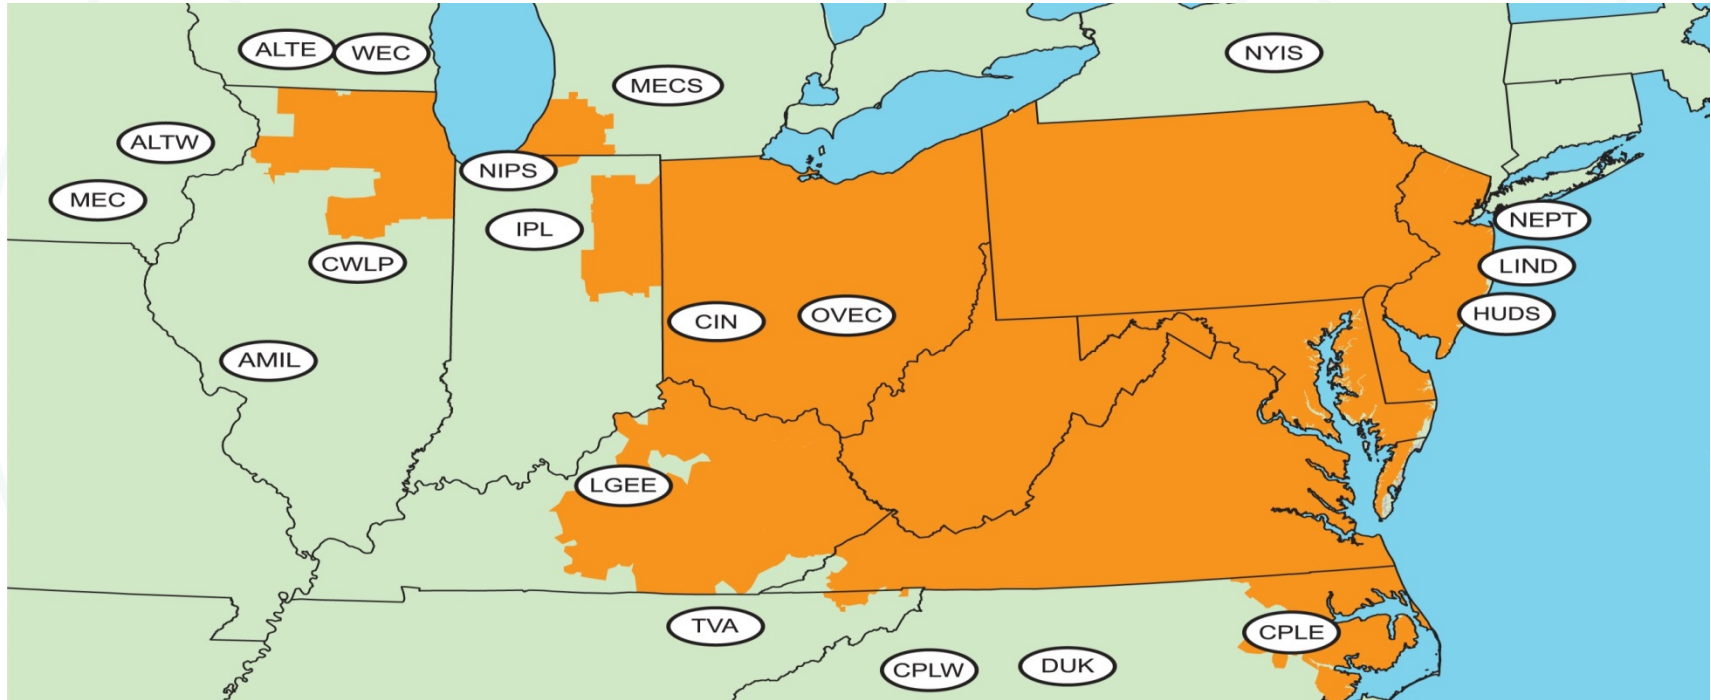 ALTE
WEC
MECS
NYIS
ALTW
NIPS
MEC
IPL
NEPT
CWLP
LIND
CIN
OVEC
HUDS
AMIL
LGEE
TVA
CPLE
CPLW
DUK